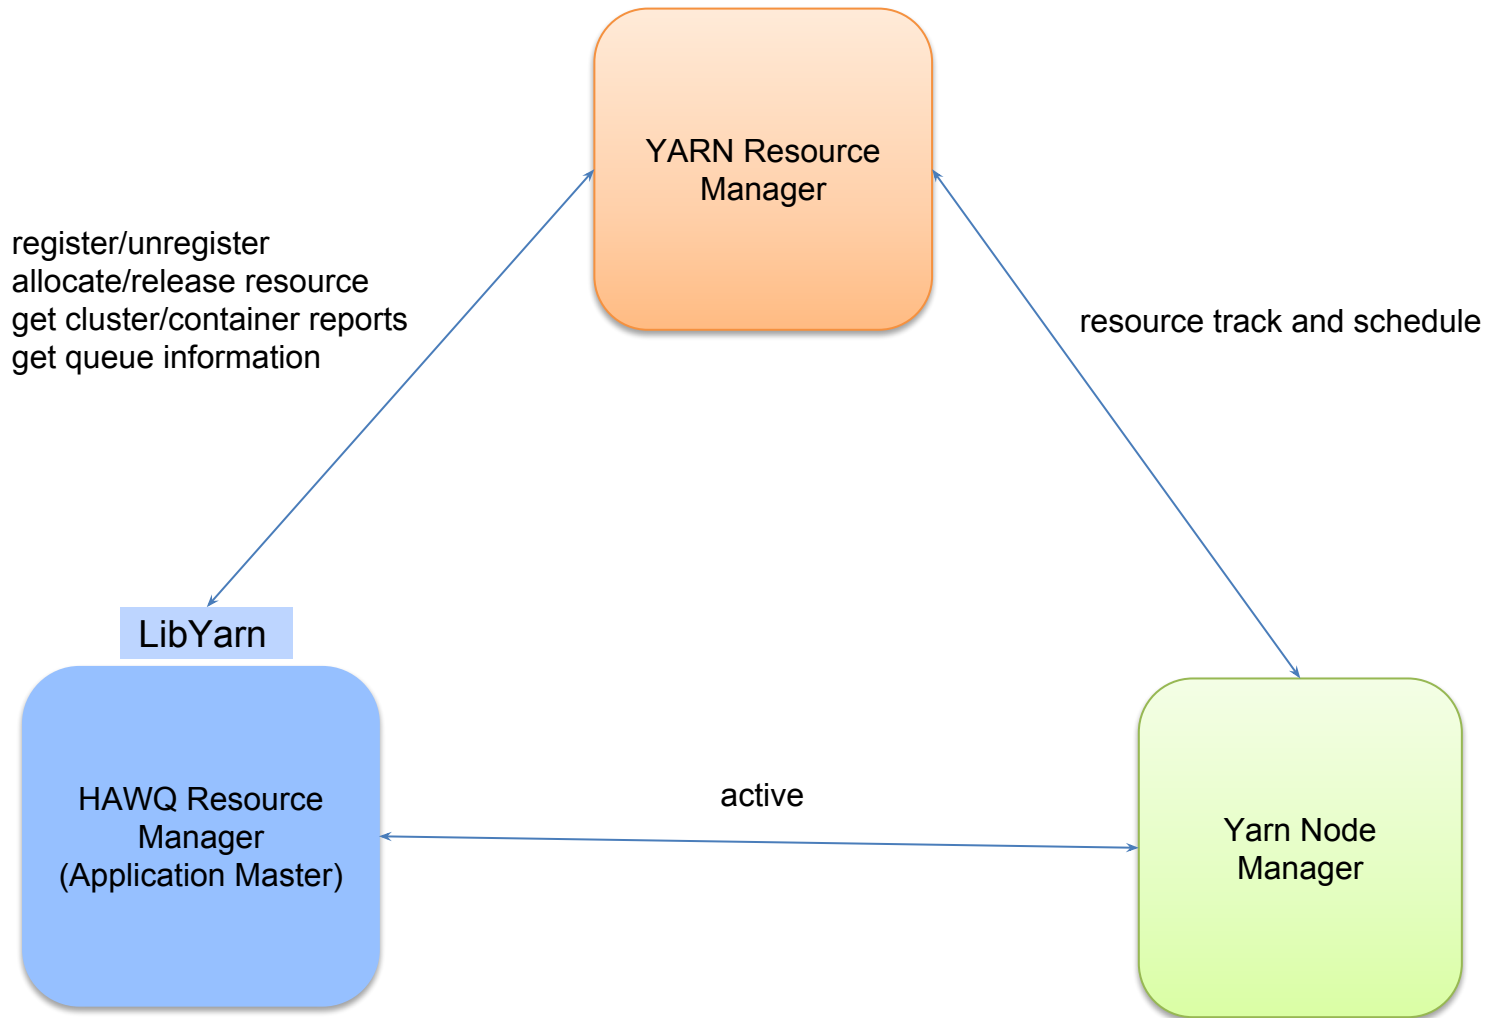 YARN Resource
Manager
register/unregister
allocate/release resource
get cluster/container reports
get queue information
resource track and schedule
LibYarn
HAWQ Resource
Manager
(Application Master)
active
Yarn Node
Manager